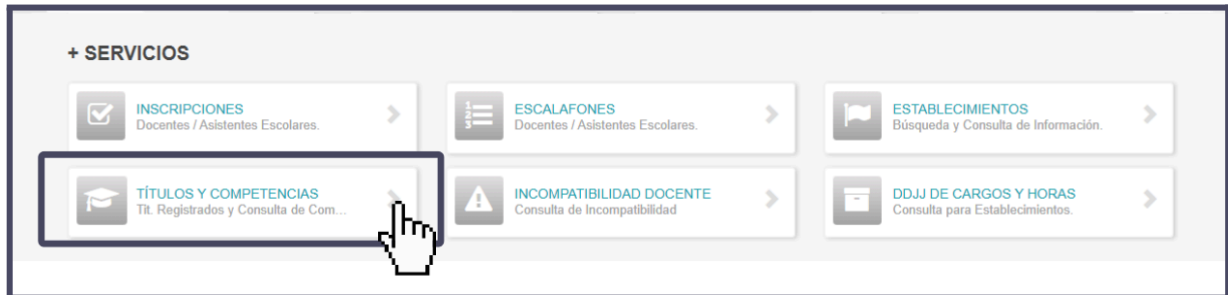 + SERVICIOS
INSCRIPCIONES
Docentes / Asistentes Escolares.
ESCALAFONES
Docentes / Asistentes Escolares.
ESTABLECIMIENTOS
Búsqueda y Consulta de Información.
TÍTULOS Y COMPETENCIAS
Tit. Registrados y Consulta de Com...
INCOMPATIBILIDAD DOCENTE
Consulta de Incompatibilidad
DDJJ DE CARGOS Y HORAS
Consulta para Establecimientos.